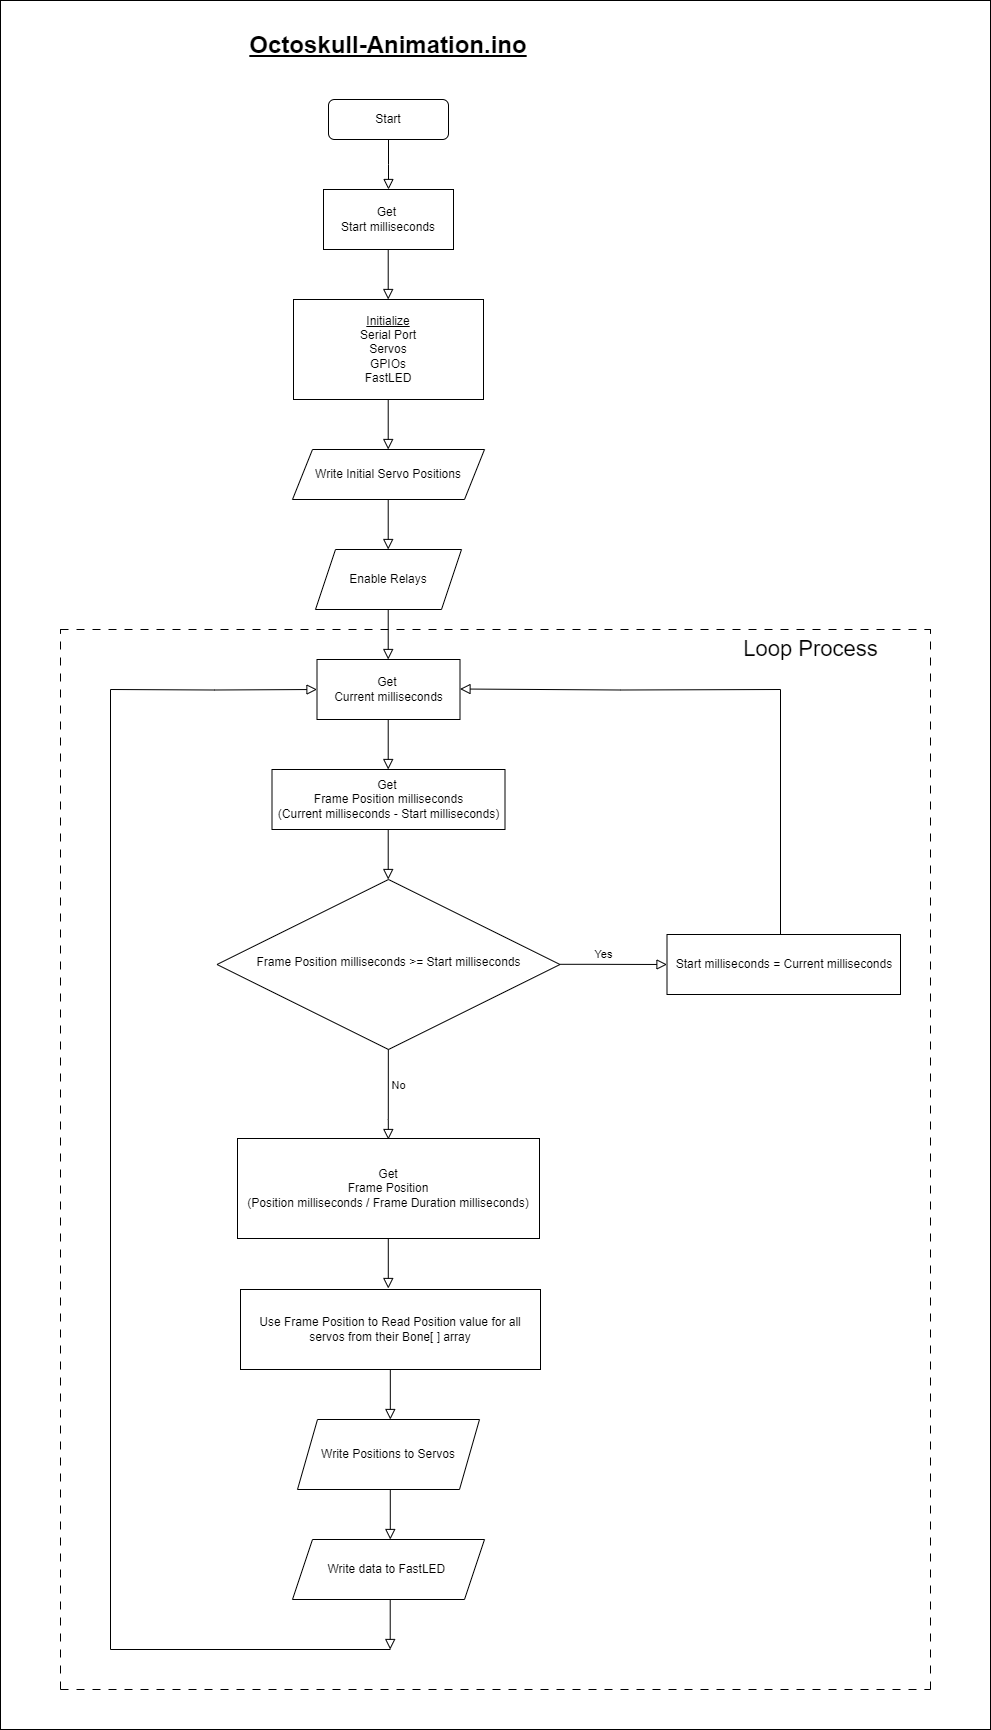 Octoskull-Animation.ino
Start
Get
Start milliseconds
Initialize
Serial Port
Servos
GPIOs
FastLED
Write Initial Servo Positions
Enable Relays
Loop Process
Get
Current milliseconds
Get
Frame Position milliseconds
(Current milliseconds - Start milliseconds)
Frame Position milliseconds >= Start milliseconds
Yes
Start milliseconds = Current milliseconds
No
Get
Frame Position
(Position milliseconds / Frame Duration milliseconds)
Use Frame Position to Read Position value for all
servos from their Bone[ ] array
Write Positions to Servos
Write data to FastLED